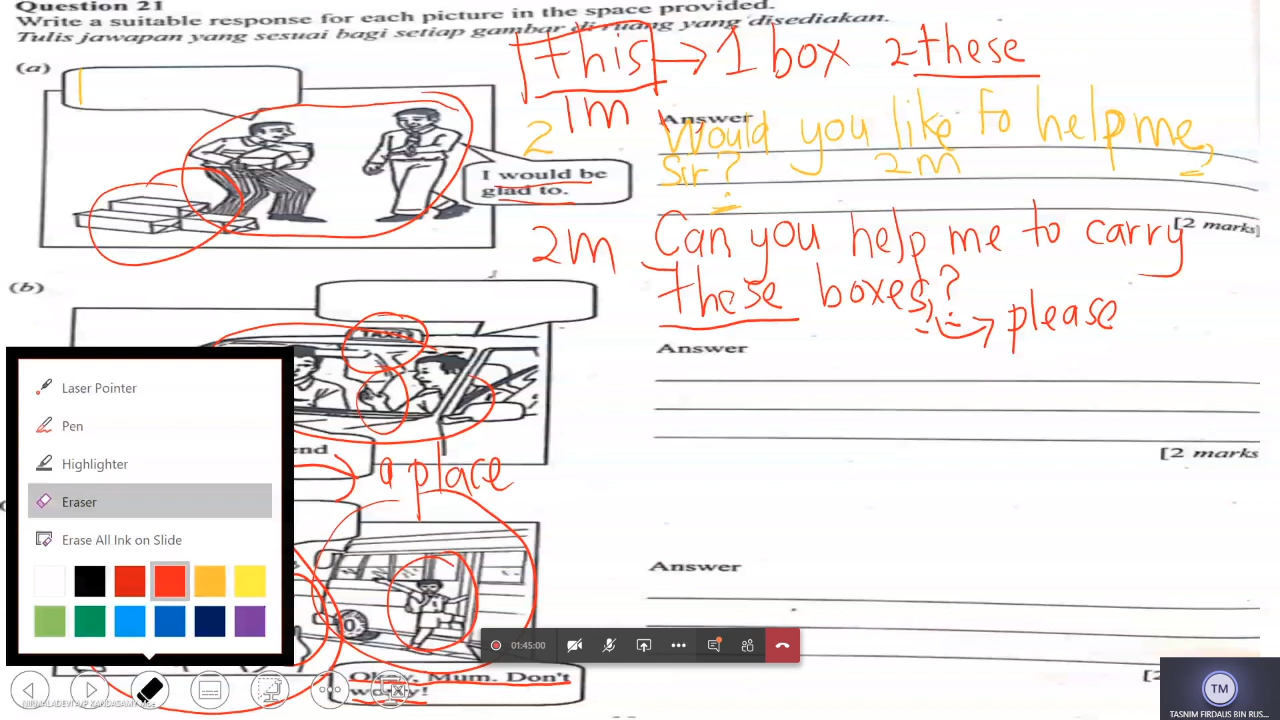 Question 21
Write a suitable response for each picture in the space provided.
Tulis jawapan yang sesuai bagi setiap gambar di ruang yang disediakan.
(a)
this → 1 box 2-these
1m
2
I would be
glad to.
Answer
Would you like to help me,
Sir? 2m
[2 marks]
2m Can you help me to carry
these boxes,? → please
(b)
TAXI
end
a place
Answer
[2 marks
Answer
[2
Okay, Mum. Don't
worry!
Laser Pointer
Pen
Highlighter
Eraser
Erase All Ink on Slide
01:45:00
TM
TASNIM FIRDAUS BIN RUS...